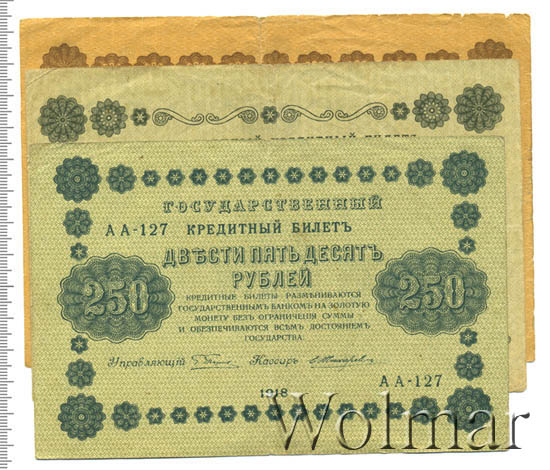 ГОСУДАРСТВЕННЫЙ
АА-127 КРЕДИТНЫЙ БИЛЕТЪ
ДВѢСТИ ПЯТЬ ДЕСЯТЪ
РУБЛЕЙ
250 250
КРЕДИТНЫЕ БИЛЕТЫ РАЗМѢНИВАЮТСЯ
ГОСУДАРСТВЕННЫМЪ БАНКОМЪ НА ЗОЛОТУЮ
МОНЕТУ БЕЗЪ ОГРАНИЧЕНІЯ СУММЫ
И ОБЕЗПЕЧИВАЮТСЯ ВСѢМЪ ДОСТОЯНІЕМЪ
ГОСУДАРСТВА.
Управляющій Кассиръ
АА-127
1918
Wolmar
Wolmar